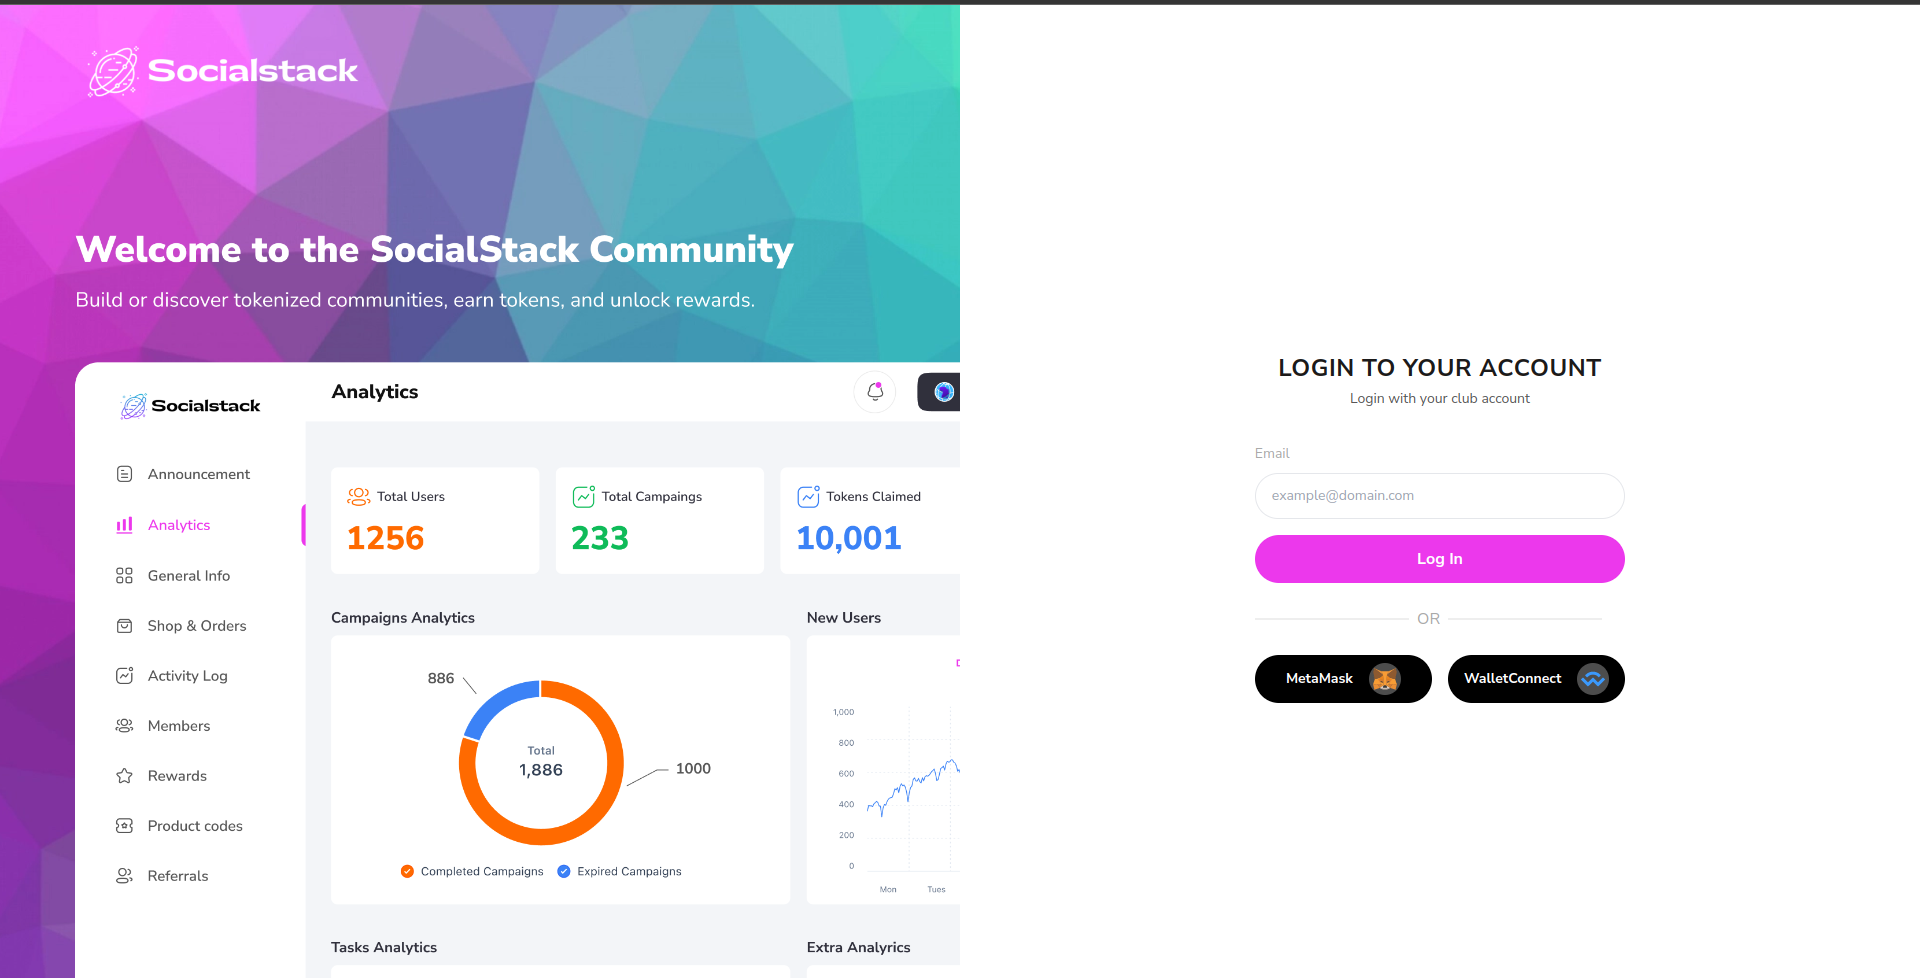 Socialstack
Welcome to the SocialStack Community
Build or discover tokenized communities, earn tokens, and unlock rewards.
Socialstack
Announcement
Analytics
General Info
Shop & Orders
Activity Log
Members
Rewards
Product codes
Referrals
Analytics
Total Users
1256
Total Campaings
233
Tokens Claimed
10,001
Campaigns Analytics
886
Total
1,886
1000
Completed Campaigns
Expired Campaigns
New Users
1,000
800
600
400
200
0
Mon
Tues
Tasks Analytics
Extra Analyrics
LOGIN TO YOUR ACCOUNT
Login with your club account
Email
example@domain.com
Log In
OR
MetaMask
WalletConnect